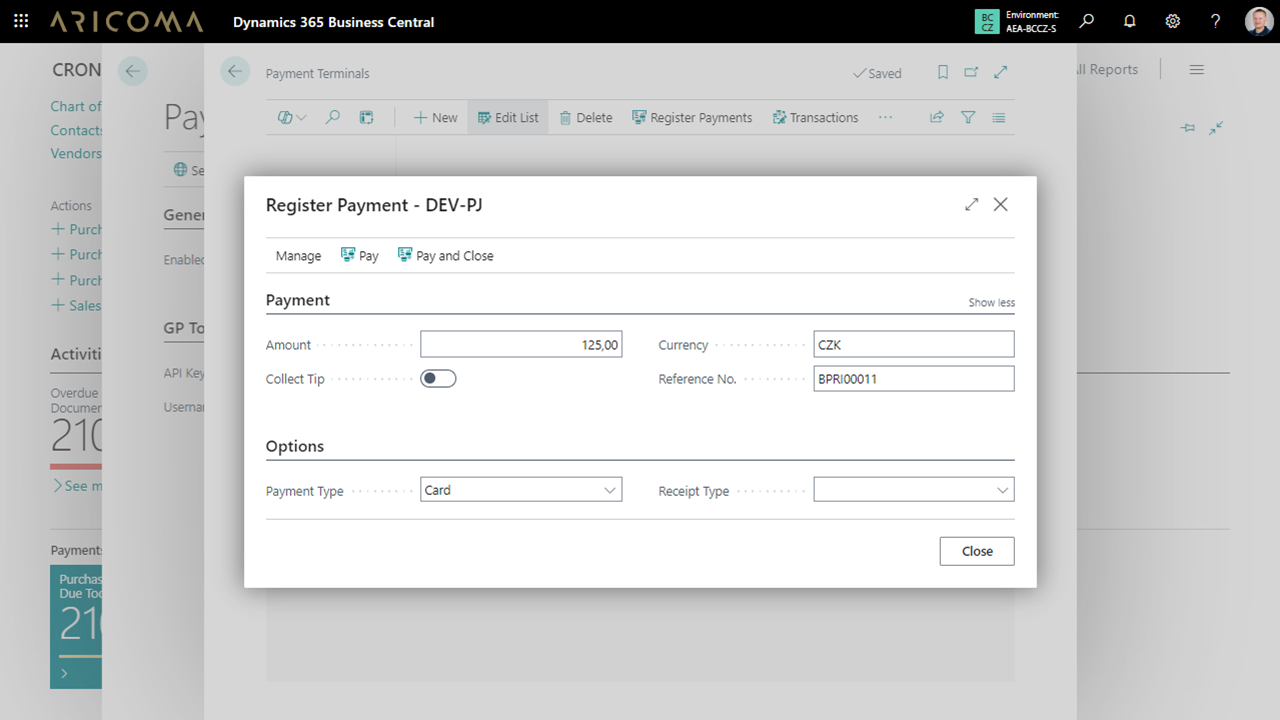 ARICOMA
Dynamics 365 Business Central
BC CZ
Environment:
AEA-BCCZ-S
CRON
Chart of
Contacts
Vendors
Actions
+ Purch
+ Purch
+ Purch
+ Sales
Activiti
Overdue
Documen
210
See m
Payments
Purchas
Due Tod
210
Pay
Se
Gener
Enabled
GP To
API Key
Usernam
Payment Terminals
Saved
All Reports
New
Edit List
Delete
Register Payments
Transactions
Register Payment - DEV-PJ
Manage
Pay
Pay and Close
Payment
Show less
Amount
125,00
Currency
CZK
Collect Tip
Reference No.
BPRI00011
Options
Payment Type
Card
Receipt Type
Close